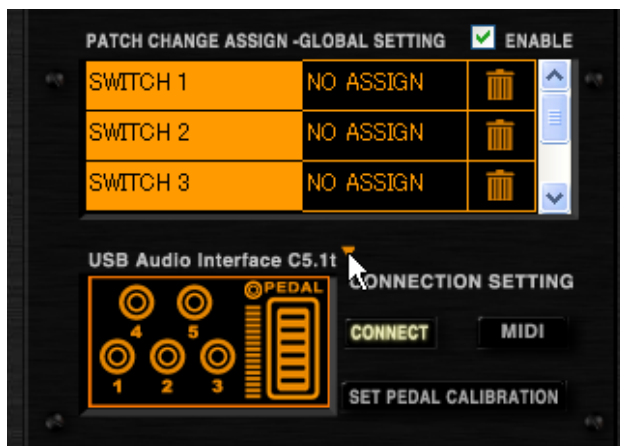 PATCH CHANGE ASSIGN -GLOBAL SETTING ENABLE
SWITCH 1 NO ASSIGN
SWITCH 2 NO ASSIGN
SWITCH 3 NO ASSIGN
USB Audio Interface C5.1t
CONNECTION SETTING
PEDAL
4 5
CONNECT MIDI
1 2 3
SET PEDAL CALIBRATION